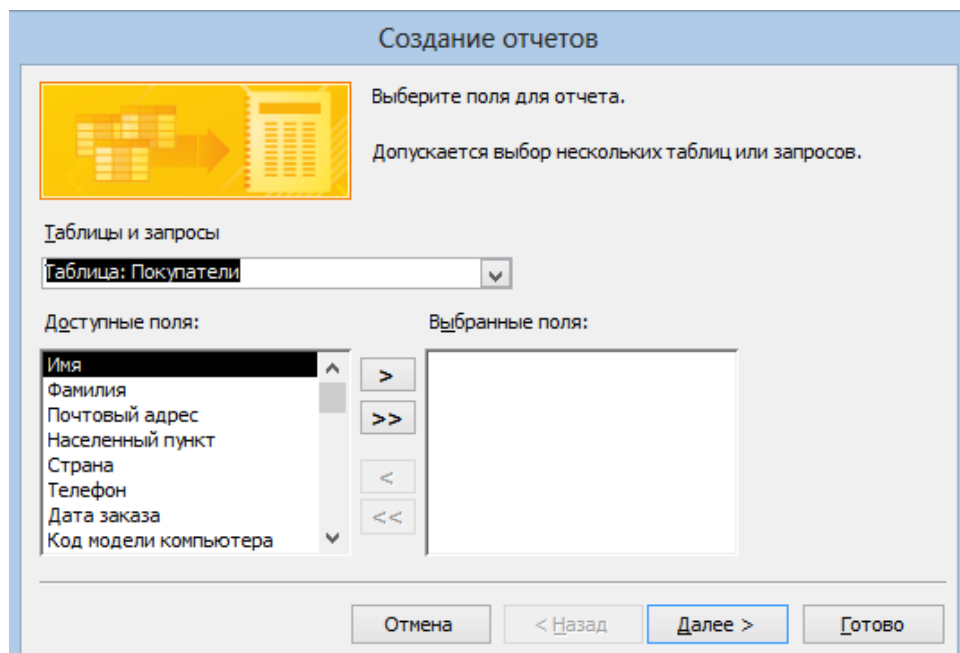 Создание отчетов
Выберите поля для отчета.
Допускается выбор нескольких таблиц или запросов.
Таблицы и запросы
Таблица: Покупатели
Доступные поля:
Выбранные поля:
Имя
Фамилия
Почтовый адрес
Населенный пункт
Страна
Телефон
Дата заказа
Код модели компьютера
>
>>
<
<<
Отмена
< Назад
Далее >
Готово